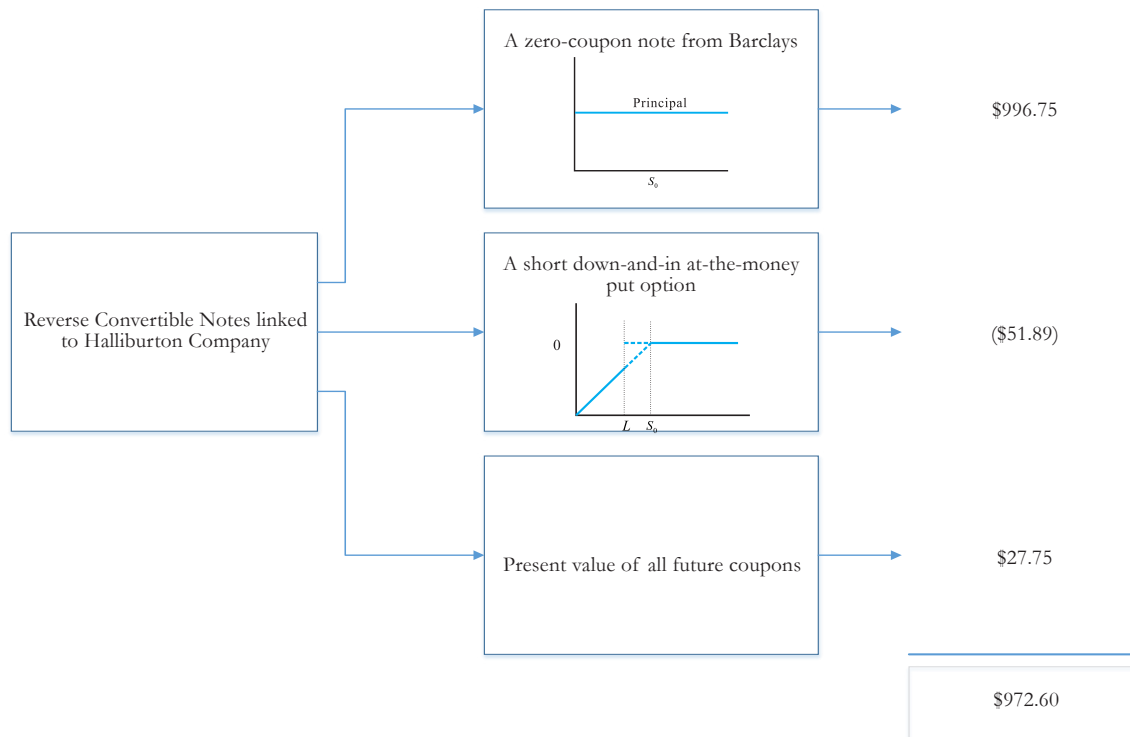 A zero-coupon note from Barclays
Principal
S₀
$996.75
Reverse Convertible Notes linked
to Halliburton Company
A short down-and-in at-the-money
put option
0
L S₀
($51.89)
Present value of all future coupons
$27.75
$972.60